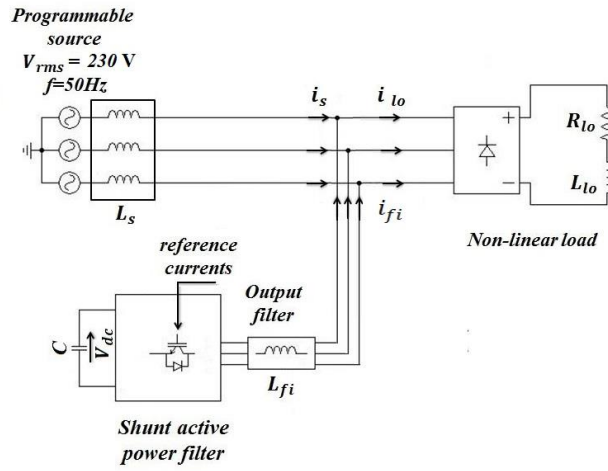 Programmable
source
V_rms = 230 V
f=50Hz
i_s
i_lo
+
R_lo
L_lo
−
L_s
i_fi
Non-linear load
reference
currents
Output
filter
C
V_dc
L_fi
Shunt active
power filter